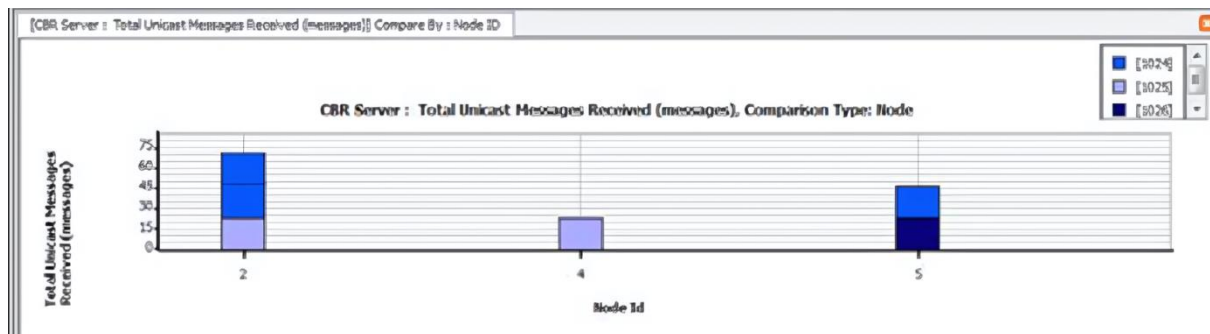 [CBR Server : Total Unicast Messages Received (messages)] Compare By : Node ID
[1024]
[1025]
[1026]
CBR Server : Total Unicast Messages Received (messages), Comparison Type: Node
Total Unicast Messages
Received (messages)
75
60
45
30
15
0
2
4
5
Node Id